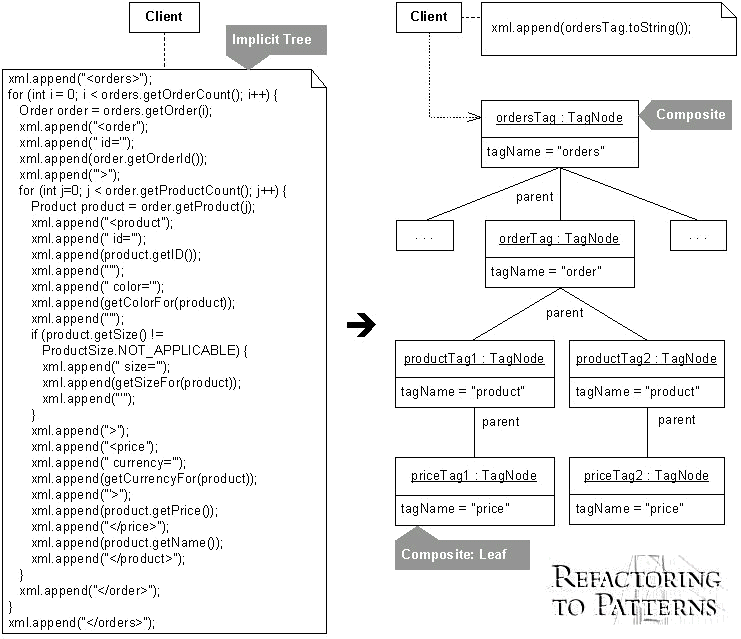 Client
Implicit Tree
xml.append("<orders>");
for (int i = 0; i < orders.getOrderCount(); i++) {
Order order = orders.getOrder(i);
xml.append("<order");
xml.append(" id='");
xml.append(order.getOrderId());
xml.append("'>");
for (int j=0; j < order.getProductCount(); j++) {
Product product = order.getProduct(j);
xml.append("<product");
xml.append(" id='");
xml.append(product.getID());
xml.append("'");
xml.append(" color='");
xml.append(getColorFor(product));
xml.append("'");
if (product.getSize() !=
ProductSize.NOT_APPLICABLE) {
xml.append(" size='");
xml.append(getSizeFor(product));
xml.append("'");
}
xml.append(">");
xml.append("<price");
xml.append(" currency='");
xml.append(getCurrencyFor(product));
xml.append("'>");
xml.append(product.getPrice());
xml.append("</price>");
xml.append(product.getName());
xml.append("</product>");
}
xml.append("</order>");
}
xml.append("</orders>");
Client
xml.append(ordersTag.toString());
ordersTag : TagNode
Composite
tagName = "orders"
parent
. . .
orderTag : TagNode
. . .
tagName = "order"
parent
productTag1 : TagNode
productTag2 : TagNode
tagName = "product"
tagName = "product"
parent
parent
priceTag1 : TagNode
priceTag2 : TagNode
tagName = "price"
tagName = "price"
Composite: Leaf
REFACTORING
TO PATTERNS